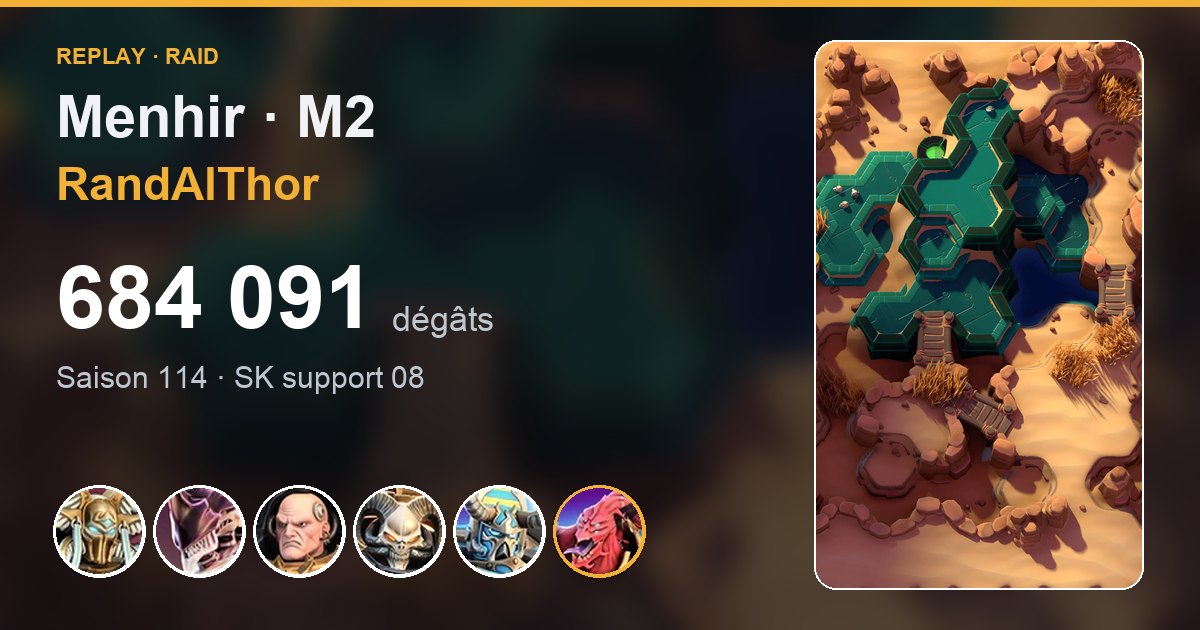 REPLAY · RAID
Menhir · M2
RandAlThor
684 091 dégâts
Saison 114 · SK support 08